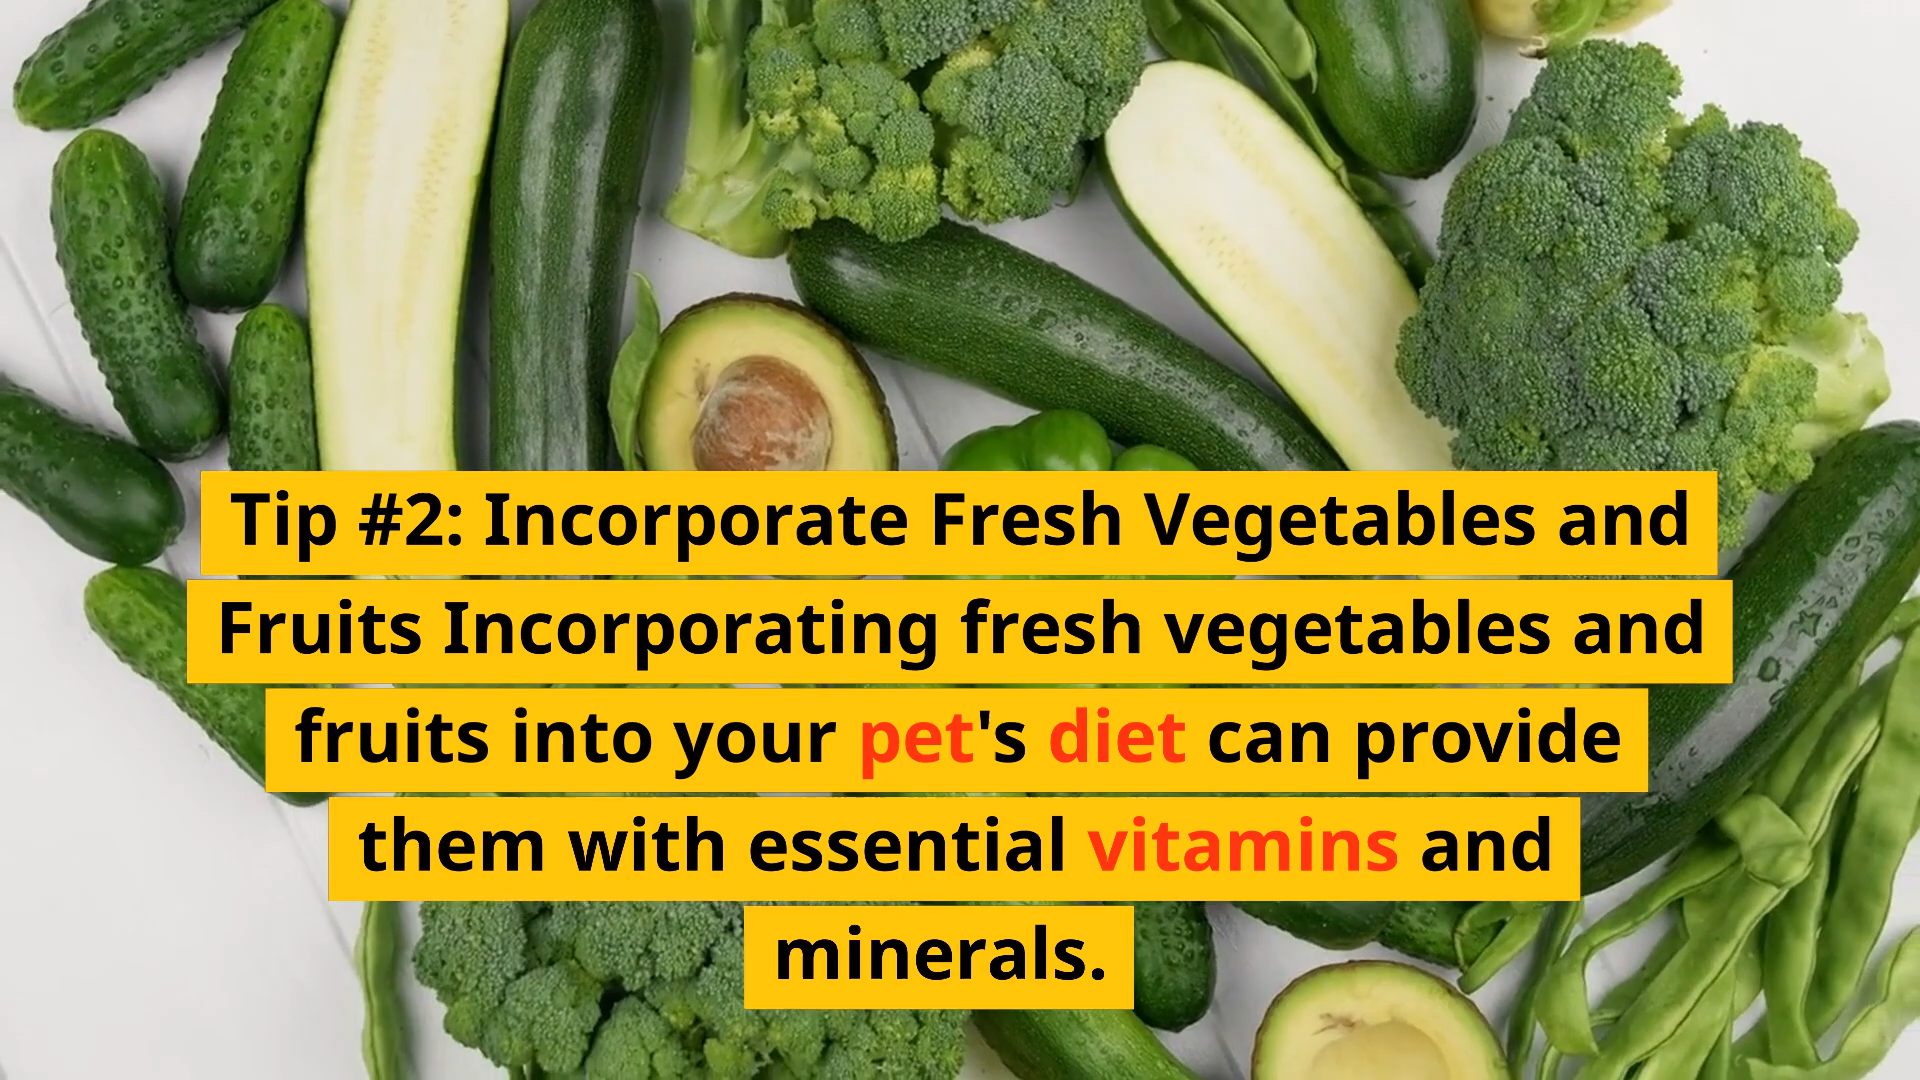 Tip #2: Incorporate Fresh Vegetables and
Fruits Incorporating fresh vegetables and
fruits into your pet's diet can provide
them with essential vitamins and
minerals.